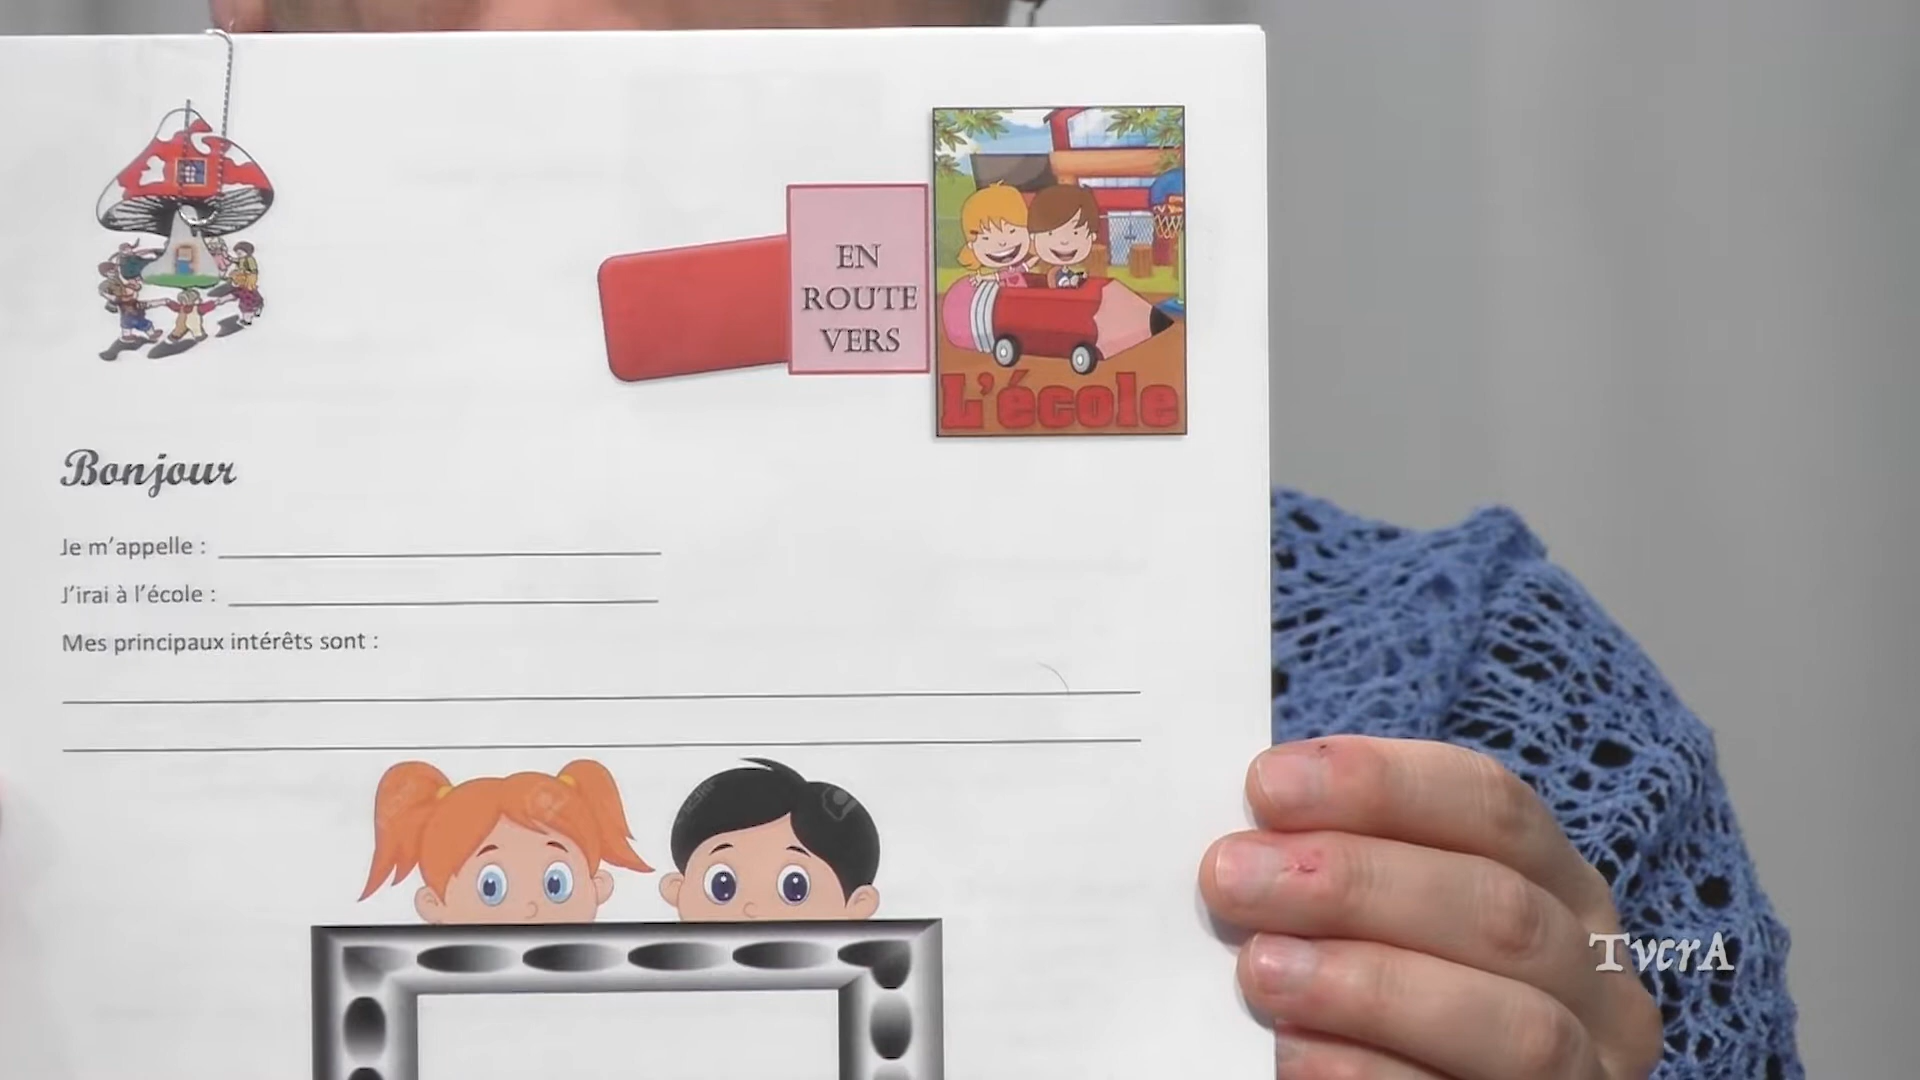 EN
ROUTE
VERS
L'école
Bonjour
Je m'appelle :
J'irai à l'école :
Mes principaux intérêts sont :
TvcrA